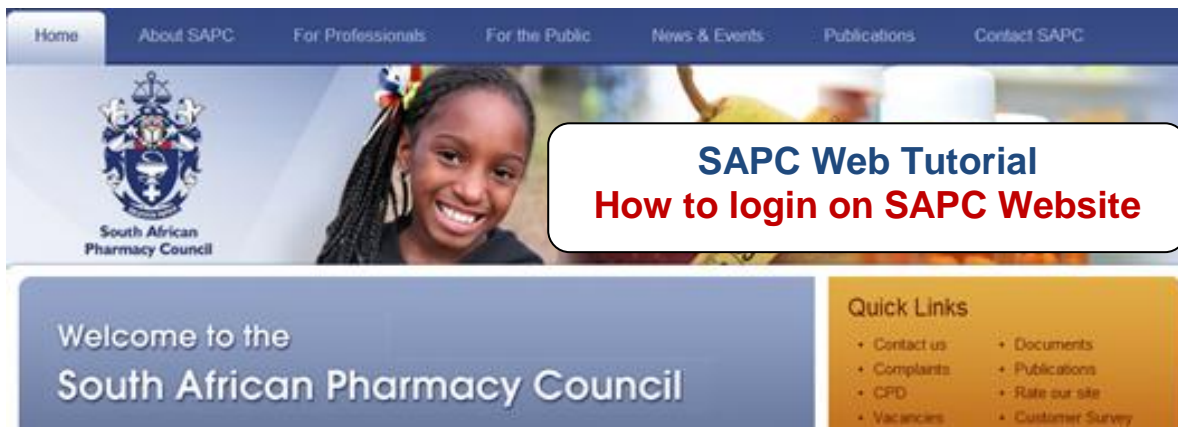 Home About SAPC For Professionals For the Public News & Events Publications Contact SAPC
South African
Pharmacy Council
SAPC Web Tutorial
How to login on SAPC Website
Welcome to the
South African Pharmacy Council
Quick Links
• Contact us • Documents
• Complaints • Publications
• CPD • Rate our site
• Vacancies • Customer Survey